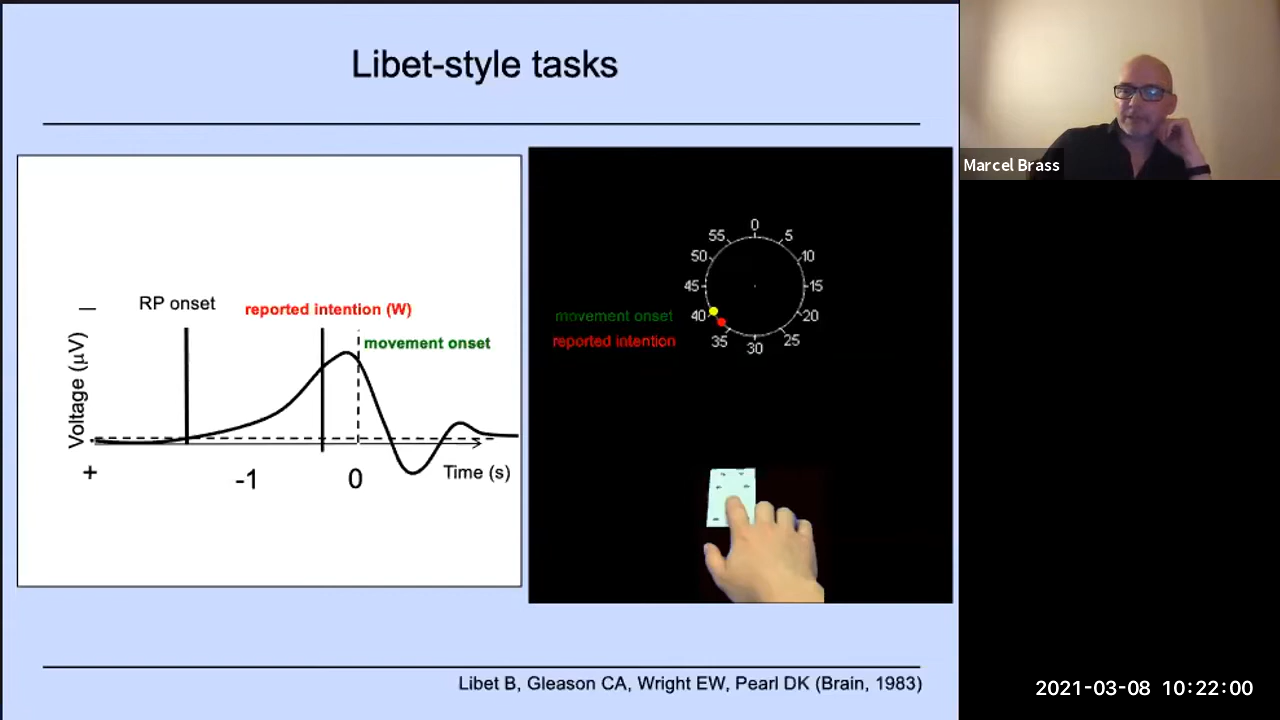 Libet-style tasks
Marcel Brass
RP onset
reported intention (W)
movement onset
Voltage (μV)
+
-1
0
Time (s)
0
5
10
15
20
25
30
35
40
45
50
55
movement onset
reported intention
Libet B, Gleason CA, Wright EW, Pearl DK (Brain, 1983)
2021-03-08 10:22:00